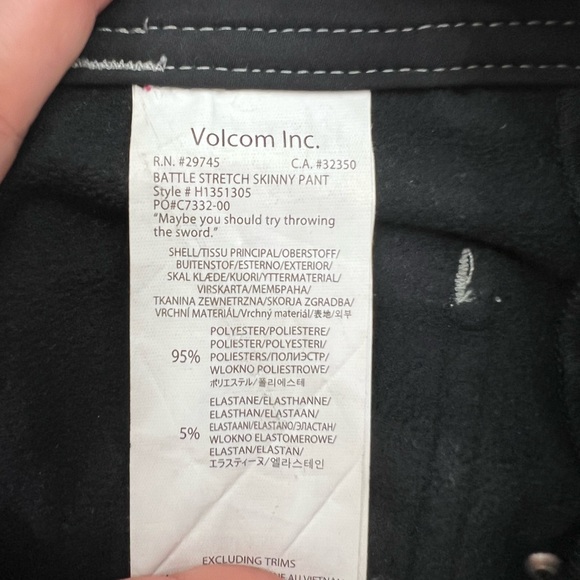 Volcom Inc.
R.N. #29745 C.A. #32350
BATTLE STRETCH SKINNY PANT
Style # H1351305
PO#C7332-00
"Maybe you should try throwing
the sword."
SHELL/TISSU PRINCIPAL/OBERSTOFF/
BUITENSTOF/ESTERNO/EXTERIOR/
SKAL KLÆDE/KUORI/YTTERMATERIAL/
VIRSKARTA/МЕМБРАНА/
TKANINA ZEWNETRZNA/SKORJA ZGRADBA/
VRCHNÍ MATERIÁL/Vrchný materiál/表地/외부
POLYESTER/POLIESTERE/
POLIESTER/POLYESTERI/
95% POLIESTERS/ПОЛИЭСТР/
WLOKNO POLIESTROWE/
ポリエステル/폴리에스테
ELASTANE/ELASTHANNE/
ELASTHAN/ELASTAAN/
5% ELASTAANI/ELASTANO/ЭЛАСТАН/
WLOKNO ELASTOMEROWE/
ELASTAN/ELASTAN/
エラスティーヌ/엘라스테인
EXCLUDING TRIMS
AU VIETNAM